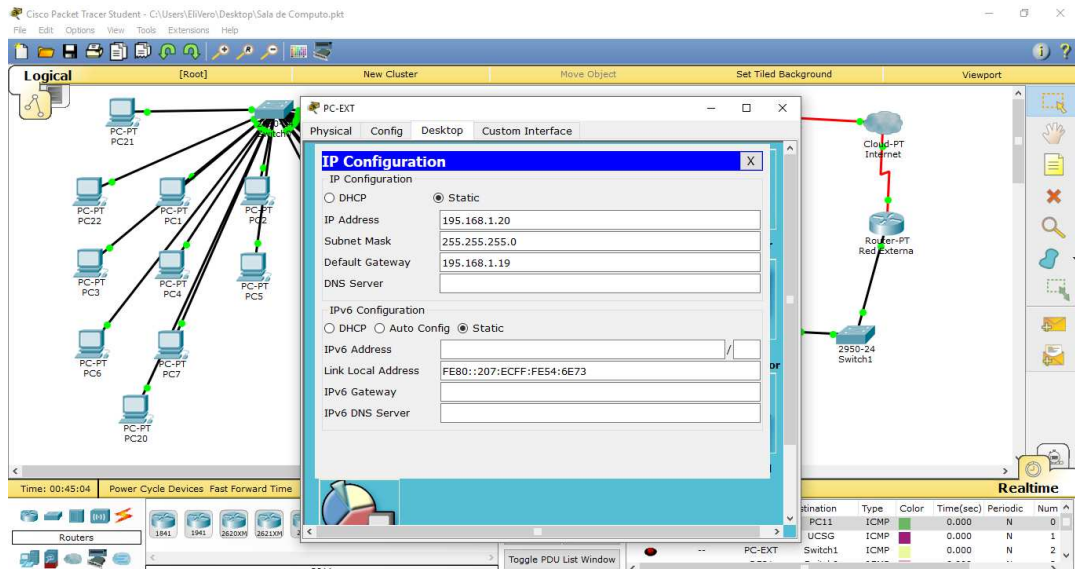 Cisco Packet Tracer Student - C:\Users\EliVero\Desktop\Sala de Computo.pkt
File Edit Options View Tools Extensions Help
Logical [Root] New Cluster Move Object Set Tiled Background Viewport
PC-PT
PC21
PC-PT
PC22
PC-PT
PC1
PC-PT
PC2
PC-PT
PC3
PC-PT
PC4
PC-PT
PC5
PC-PT
PC6
PC-PT
PC7
PC-PT
PC20
PC-EXT
Physical Config Desktop Custom Interface
IP Configuration X
IP Configuration
DHCP Static
IP Address 195.168.1.20
Subnet Mask 255.255.255.0
Default Gateway 195.168.1.19
DNS Server
IPv6 Configuration
DHCP Auto Config Static
IPv6 Address /
Link Local Address FE80::207:ECFF:FE54:6E73
IPv6 Gateway
IPv6 DNS Server
Cloud-PT
Internet
Router-PT
Red Externa
2950-24
Switch1
Time: 00:45:04 Power Cycle Devices Fast Forward Time
Realtime
Routers
1841 1941 2620XM 2621XM
Toggle PDU List Window
Type Color Time(sec) Periodic Num
PC11 ICMP 0.000 N 0
UCSG ICMP 0.000 N 1
-- PC-EXT Switch1 ICMP 0.000 N 2